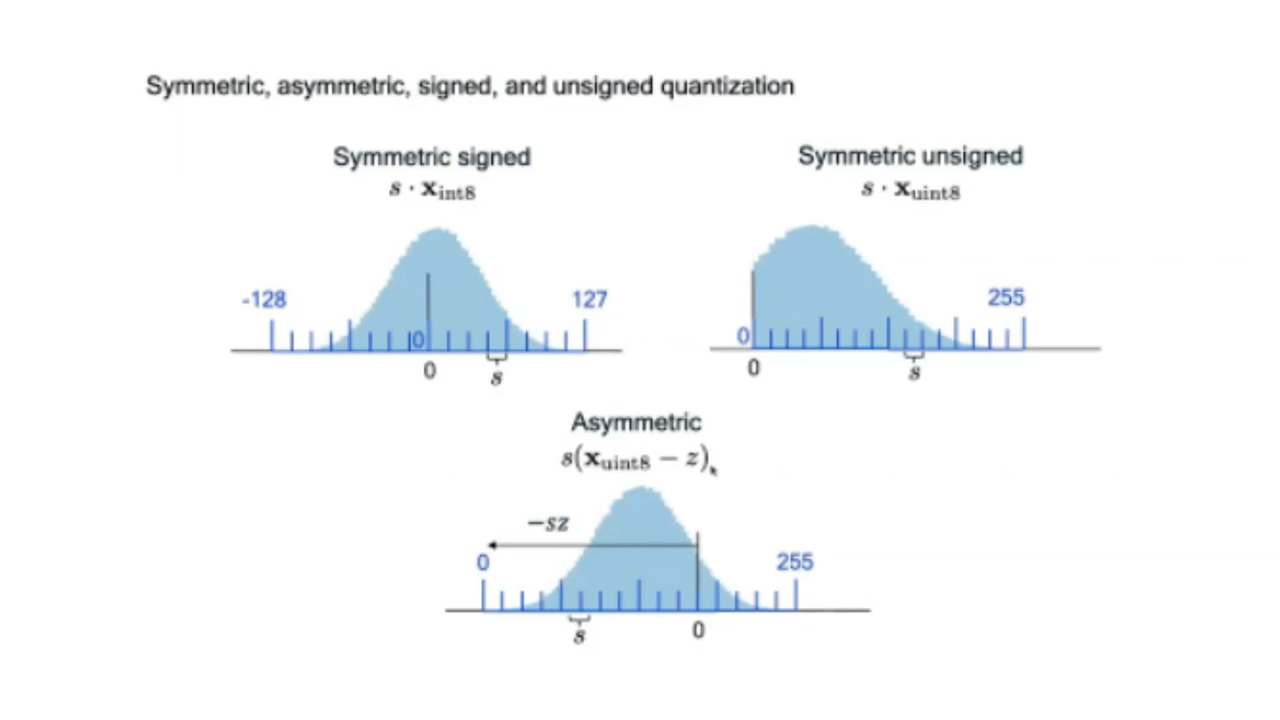 Symmetric, asymmetric, signed, and unsigned quantization
Symmetric signed
s · x_int8
-128
127
0
0
s
Symmetric unsigned
s · x_uint8
255
0
0
s
Asymmetric
s(x_uint8 − z)
−sz
0
255
s
0